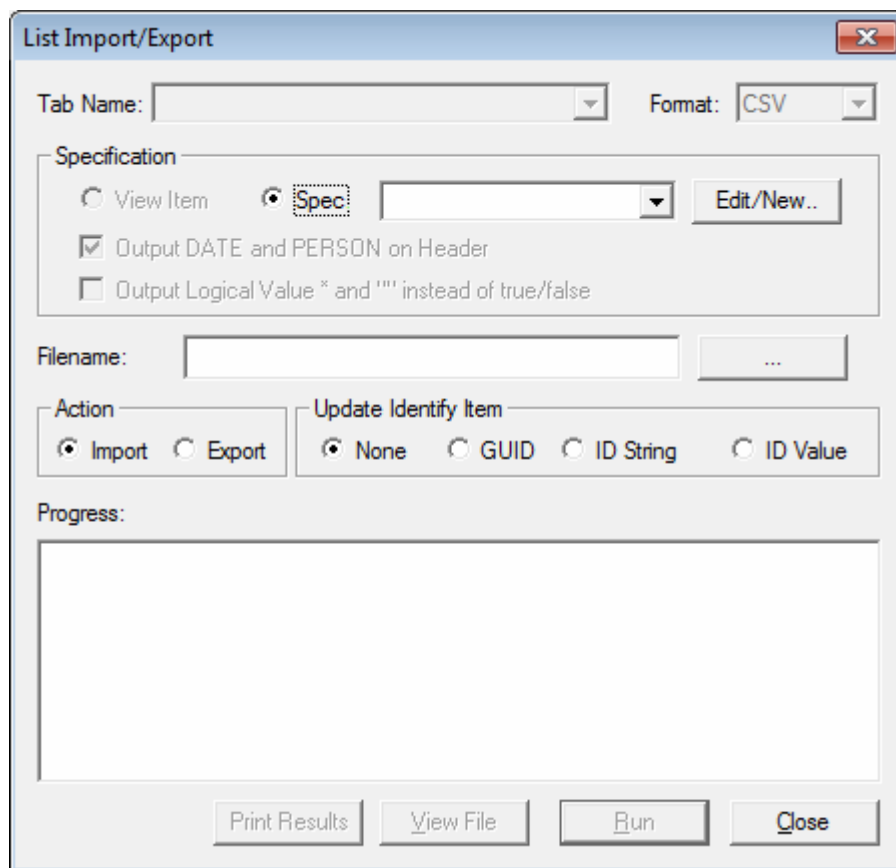 List Import/Export
Tab Name: Format: CSV
Specification
View Item Spec Edit/New..
Output DATE and PERSON on Header
Output Logical Value * and "" instead of true/false
Filename: ...
Action Update Identify Item
Import Export None GUID ID String ID Value
Progress:
Print Results View File Run Close